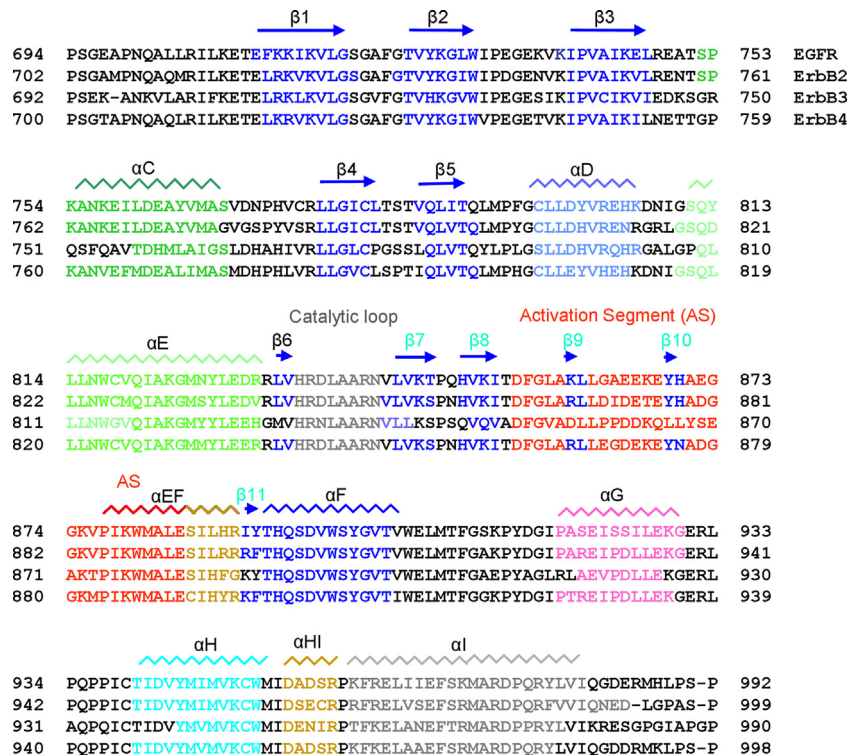 β1 β2 β3
694 PSGEAPNQALLRILKETEFKKIKVLGSGAFGTVYKGLWIPEGEKVKIPVAIKELREATSP 753 EGFR
702 PSGAMPNQAQMRILKETELRKVKVLGSGAFGTVYKGIWIPDGENVKIPVAIKVLRENTSP 761 ErbB2
692 PSEK-ANKVLARIFKETELRKLKVLGSGVFGTVHKGVWIPEGESIKIPVCIKVIEDKSGR 750 ErbB3
700 PSGTAPNQAQLRILKETELKRVKVLGSGAFGTVYKGIWVPEGETVKIPVAIKILNETTGP 759 ErbB4
αC β4 β5 αD
754 KANKEILDEAYVMASVDNPHVCRLLGICLTSTVQLITQLMPFGCLLDYVREHKDNIGSQY 813
762 KANKEILDEAYVMAGVGSPYVSRLLGICLTSTVQLVTQLMPYGCLLDHVRENRGRLGSQD 821
751 QSFQAVTDHMLAIGSLDHAHIVRLLGLCPGSSLQLVTQYLPLGSLLDHVRQHRGALGPQL 810
760 KANVEFMDEALIMASMDHPHLVRLLGVCLSPTIQLVTQLMPHGCLLEYVHEHKDNIGSQL 819
Catalytic loop Activation Segment (AS)
αE β6 β7 β8 β9 β10
814 LLNWCVQIAKGMNYLEDRRLVHRDLAARNVLVKTPQHVKITDFGLAKLLGAEEKEYHAEG 873
822 LLNWCMQIAKGMSYLEDVRLVHRDLAARNVLVKSPNHVKITDFGLARLLDIDETEYHADG 881
811 LLNWGVQIAKGMYYLEEHGMVHRNLAARNVLLKSPSQVQVADFGVADLLPPDDKQLLYSE 870
820 LLNWCVQIAKGMMYLEERRLVHRDLAARNVLVKSPNHVKITDFGLARLLEGDEKEYNADG 879
AS
αEF β11 αF αG
874 GKVPIKWMALESILHRIYTHQSDVWSYGVTVWELMTFGSKPYDGIPASEISSILEKGERL 933
882 GKVPIKWMALESILRRRFTHQSDVWSYGVTVWELMTFGAKPYDGIPAREIPDLLEKGERL 941
871 AKTPIKWMALESIHFGKYTHQSDVWSYGVTVWELMTFGAEPYAGLRLAEVPDLLEKGERL 930
880 GKMPIKWMALECIHYRKFTHQSDVWSYGVTIWELMTFGGKPYDGIPTREIPDLLEKGERL 939
αH αHI αI
934 PQPPICTIDVYMIMVKCWMIDADSRPKFRELIIEFSKMARDPQRYLVIQGDERMHLPS-P 992
942 PQPPICTIDVYMIMVKCWMIDSECRPRFRELVSEFSRMARDPQRFVVIQNED-LGPAS-P 999
931 AQPQICTIDVYMVMVKCWMIDENIRPTFKELANEFTRMARDPPRYLVIKRESGPGIAPGP 990
940 PQPPICTIDVYMVMVKCWMIDADSRPKFKELAAEFSRMARDPQRYLVIQGDDRMKLPS-P 998